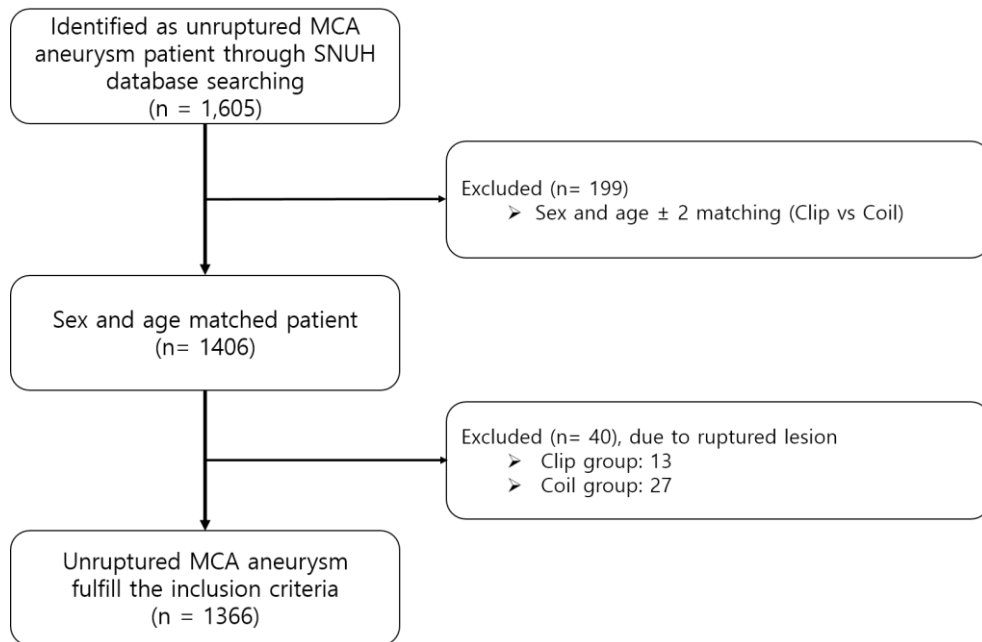 Identified as unruptured MCA
aneurysm patient through SNUH
database searching
(n = 1,605)
Excluded (n= 199)
➢ Sex and age ± 2 matching (Clip vs Coil)
Sex and age matched patient
(n= 1406)
Excluded (n= 40), due to ruptured lesion
➢ Clip group: 13
➢ Coil group: 27
Unruptured MCA aneurysm
fulfill the inclusion criteria
(n = 1366)